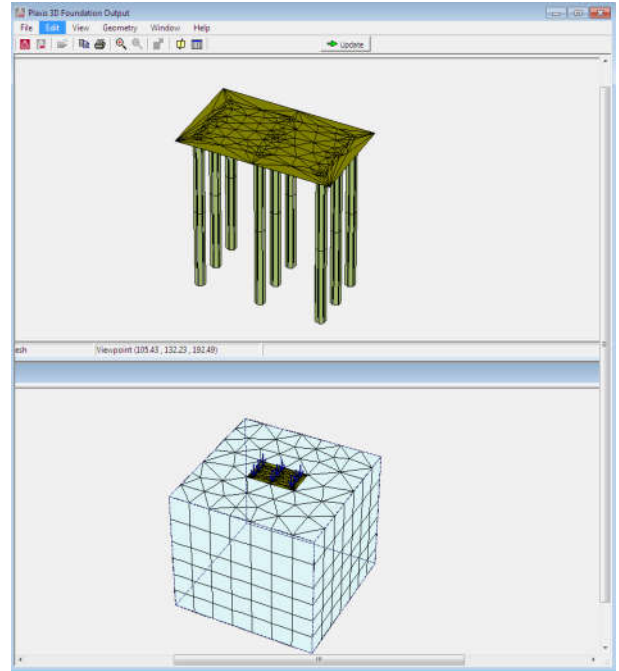 Plaxis 3D Foundation Output
File Edit View Geometry Window Help
Update
esh Viewpoint (105.43 , 132.23 , 192.49)